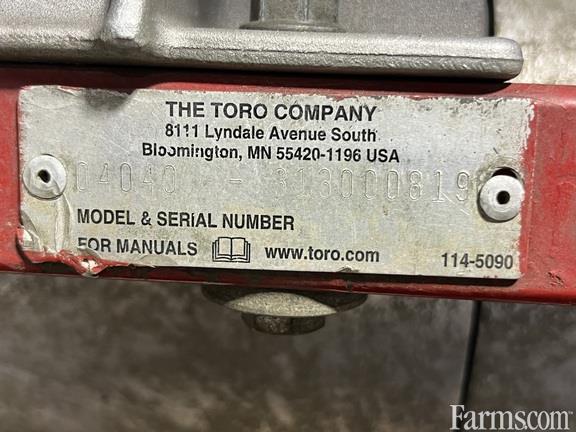 THE TORO COMPANY
8111 Lyndale Avenue South
Bloomington, MN 55420-1196 USA
04040 - 313000819
MODEL & SERIAL NUMBER
FOR MANUALS www.toro.com 114-5090
Farms.com